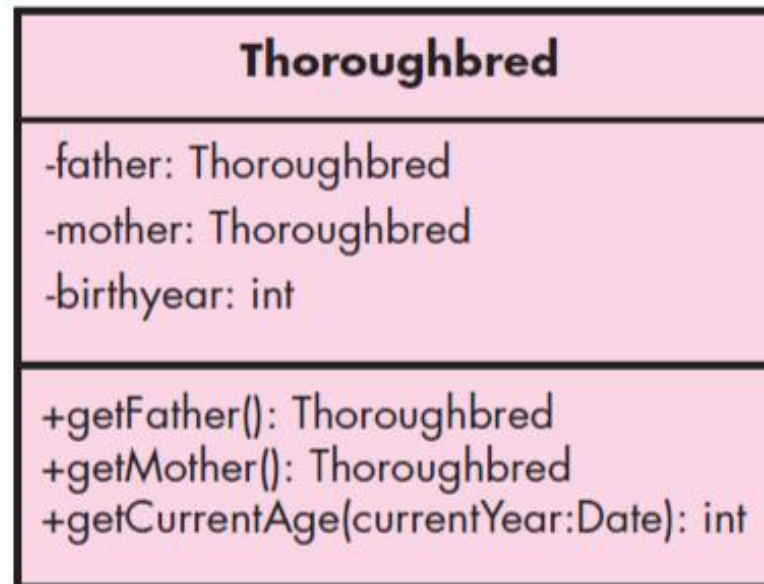 Thoroughbred
-father: Thoroughbred
-mother: Thoroughbred
-birthyear: int
+getFather(): Thoroughbred
+getMother(): Thoroughbred
+getCurrentAge(currentYear:Date): int